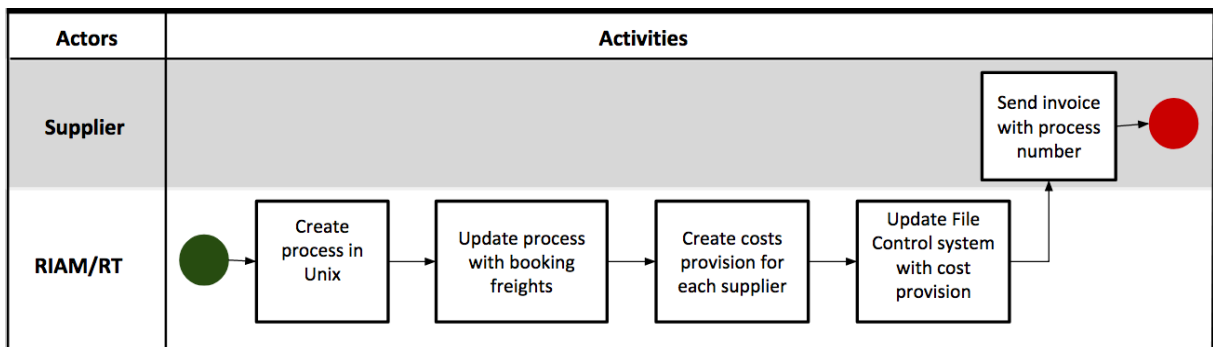 Actors
Activities
Supplier
Send invoice
with process
number
RIAM/RT
Create
process in
Unix
Update process
with booking
freights
Create costs
provision for
each supplier
Update File
Control system
with cost
provision